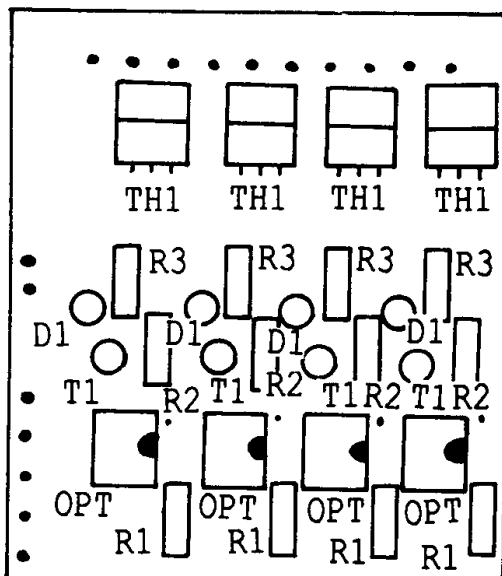 TH1 TH1 TH1 TH1
R3 R3 R3 R3
D1 D1 D1 D1
T1 R2 T1 R2 T1 R2 T1 R2
OPT OPT OPT OPT
R1 R1 R1 R1